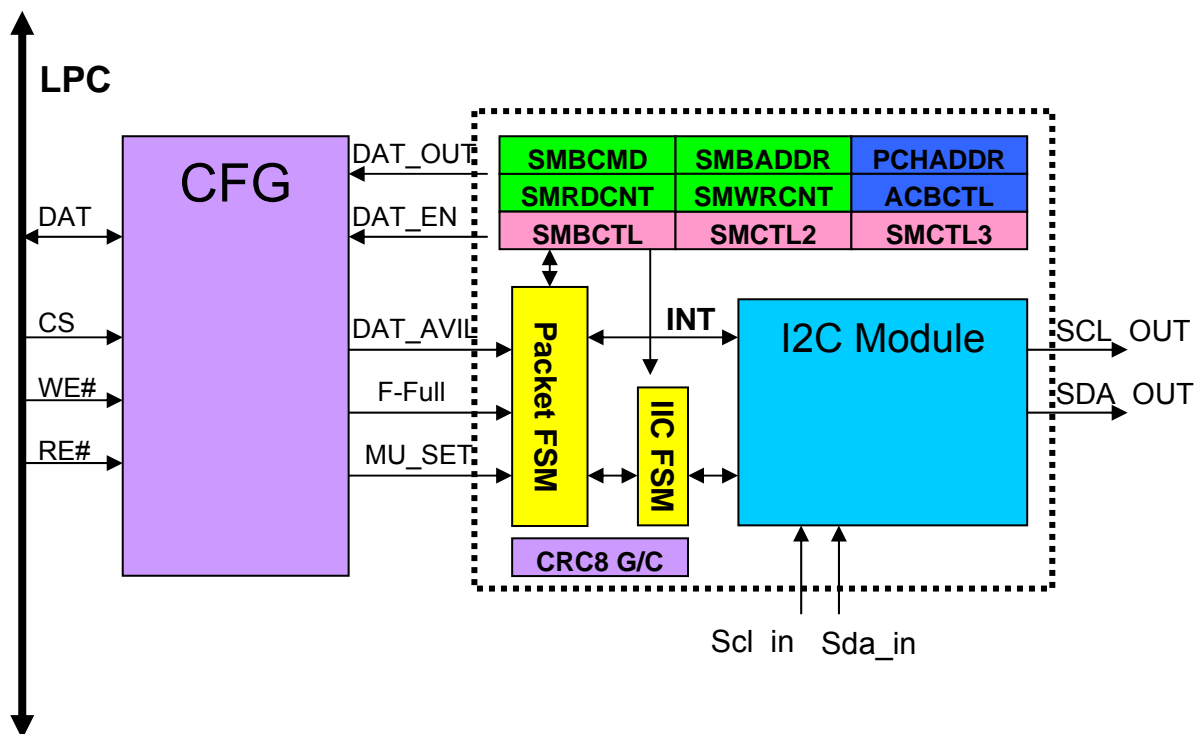 LPC
CFG
DAT
CS
WE#
RE#
DAT_OUT
DAT_EN
DAT_AVIL
F-Full
MU_SET
SMBCMD SMBADDR PCHADDR
SMRDCNT SMWRCNT ACBCTL
SMBCTL SMCTL2 SMCTL3
Packet FSM
INT
IIC FSM
I2C Module
CRC8 G/C
SCL_OUT
SDA_OUT
Scl_in
Sda_in